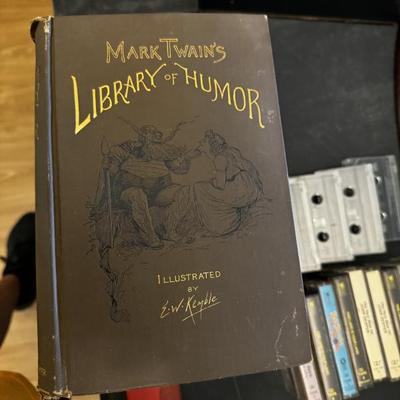 MARK TWAIN'S
LIBRARY OF HUMOR
ILLUSTRATED
BY
E.W. Kemble